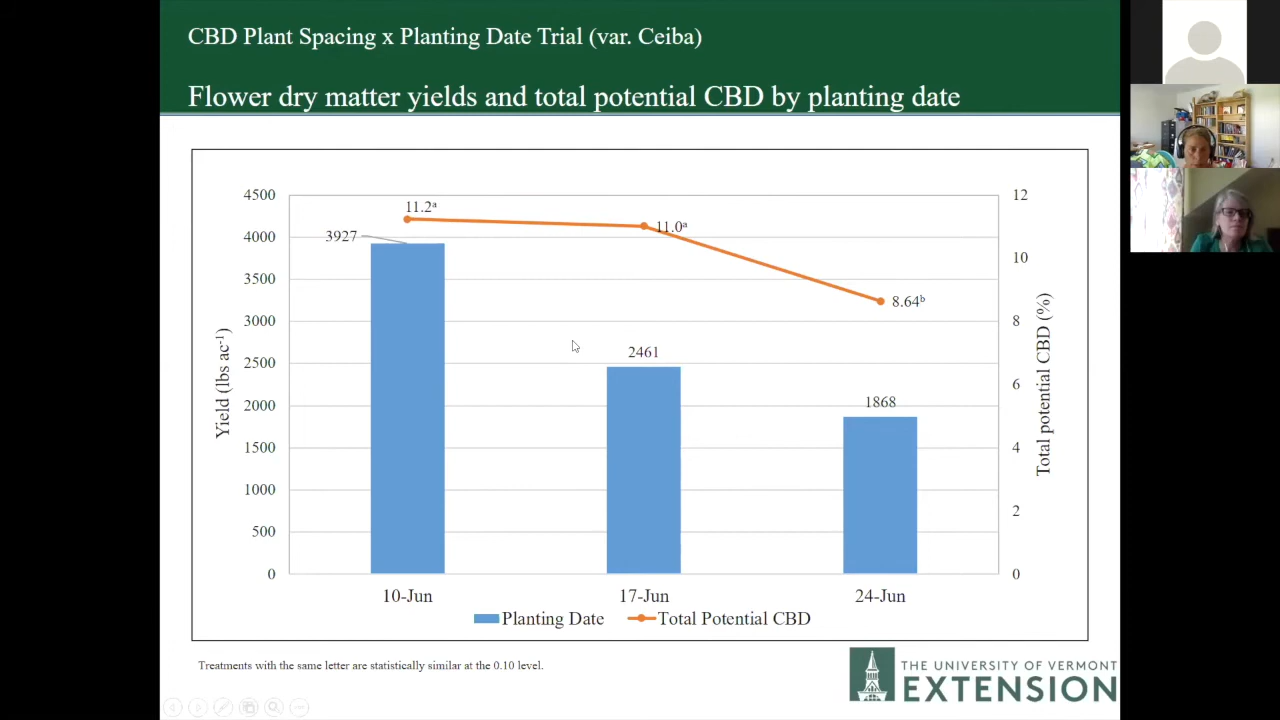 CBD Plant Spacing x Planting Date Trial (var. Ceiba)
Flower dry matter yields and total potential CBD by planting date
4500
4000
3500
3000
2500
2000
1500
1000
500
0
Yield (lbs ac⁻¹)
3927
2461
1868
11.2ᵃ
11.0ᵃ
8.64ᵇ
12
10
8
6
4
2
0
Total potential CBD (%)
10-Jun
17-Jun
24-Jun
Planting Date
Total Potential CBD
Treatments with the same letter are statistically similar at the 0.10 level.
THE UNIVERSITY OF VERMONT
EXTENSION